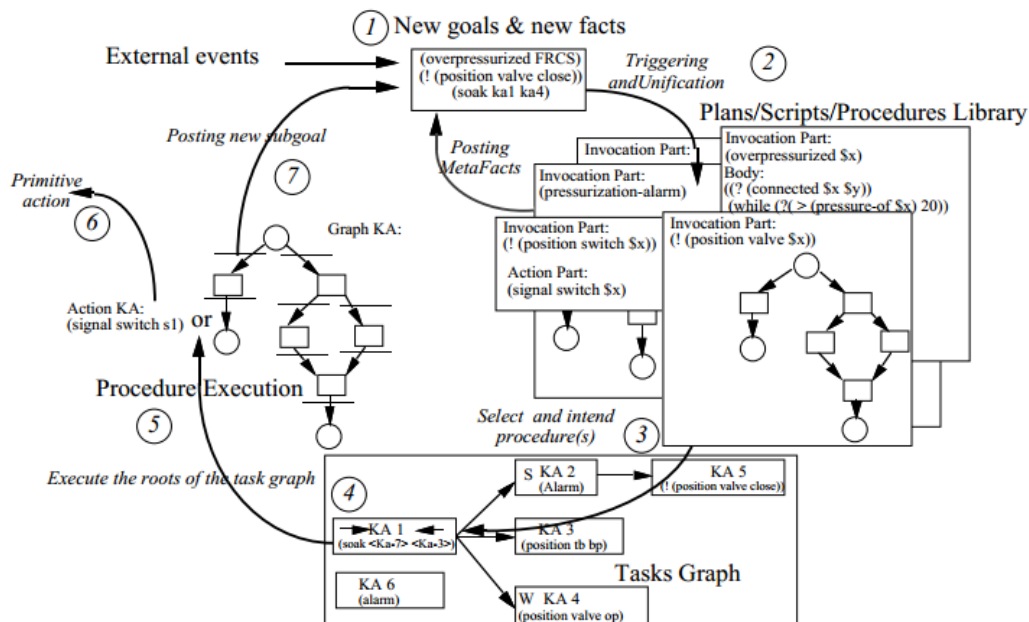 1
New goals & new facts
External events
(overpressurized FRCS)
(! (position valve close))
(soak ka1 ka4)
Triggering
andUnification
2
Plans/Scripts/Procedures Library
Posting new subgoal
7
Posting
MetaFacts
Invocation Part:
Invocation Part:
(overpressurized $x)
Body:
((? (connected $x $y))
(while (?( > (pressure-of $x) 20))
Invocation Part:
(pressurization-alarm)
Invocation Part:
(! (position switch $x))
Action Part:
(signal switch $x)
Invocation Part:
(! (position valve $x))
Primitive
action
6
Graph KA:
Action KA:
(signal switch s1)
or
Procedure Execution
5
Select and intend
procedure(s)
3
Execute the roots of the task graph
4
KA 1
(soak <Ka-7> <Ka-3>)
S KA 2
(Alarm)
KA 5
(! (position valve close))
KA 3
(position tb bp)
KA 6
(alarm)
W KA 4
(position valve op)
Tasks Graph